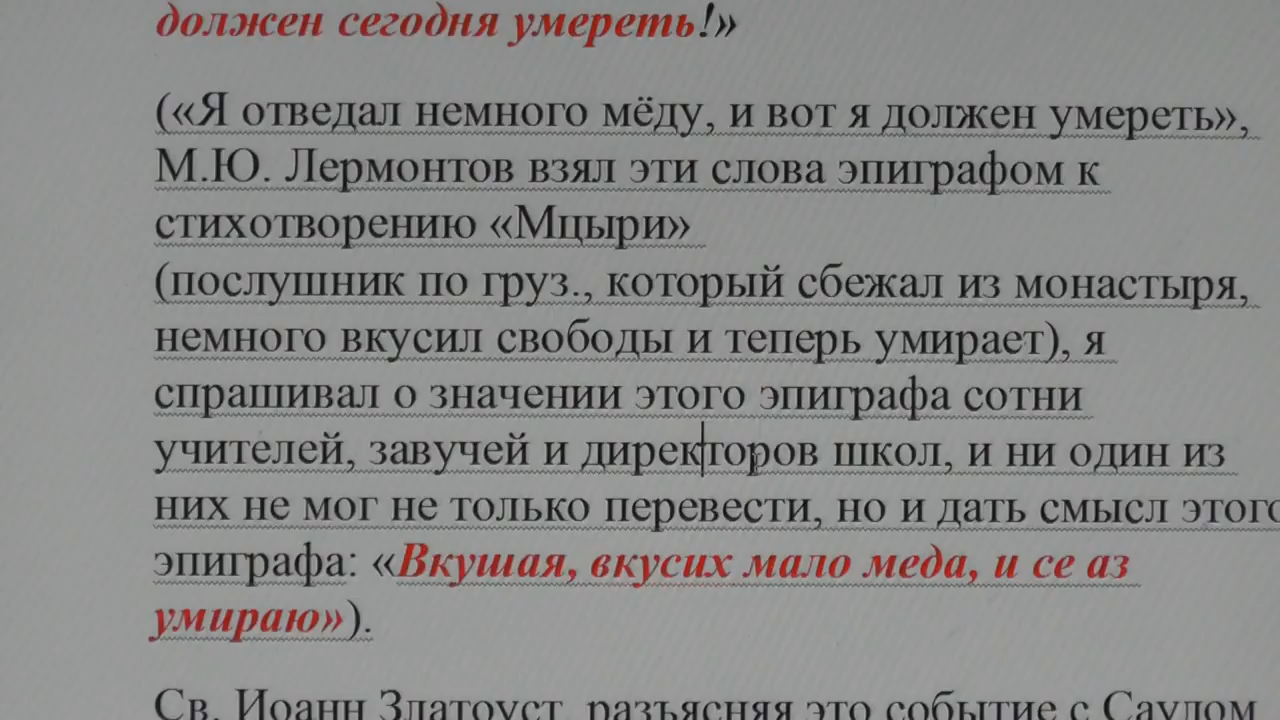 должен сегодня умереть!»
(«Я отведал немного мёду, и вот я должен умереть»,
М.Ю. Лермонтов взял эти слова эпиграфом к
стихотворению «Мцыри»
(послушник по груз., который сбежал из монастыря,
немного вкусил свободы и теперь умирает), я
спрашивал о значении этого эпиграфа сотни
учителей, завучей и директоров школ, и ни один из
них не мог не только перевести, но и дать смысл этого
эпиграфа: «Вкушая, вкусих мало меда, и се аз
умираю»).
Св. Иоанн Златоуст, разъясняя это событие с Саулом